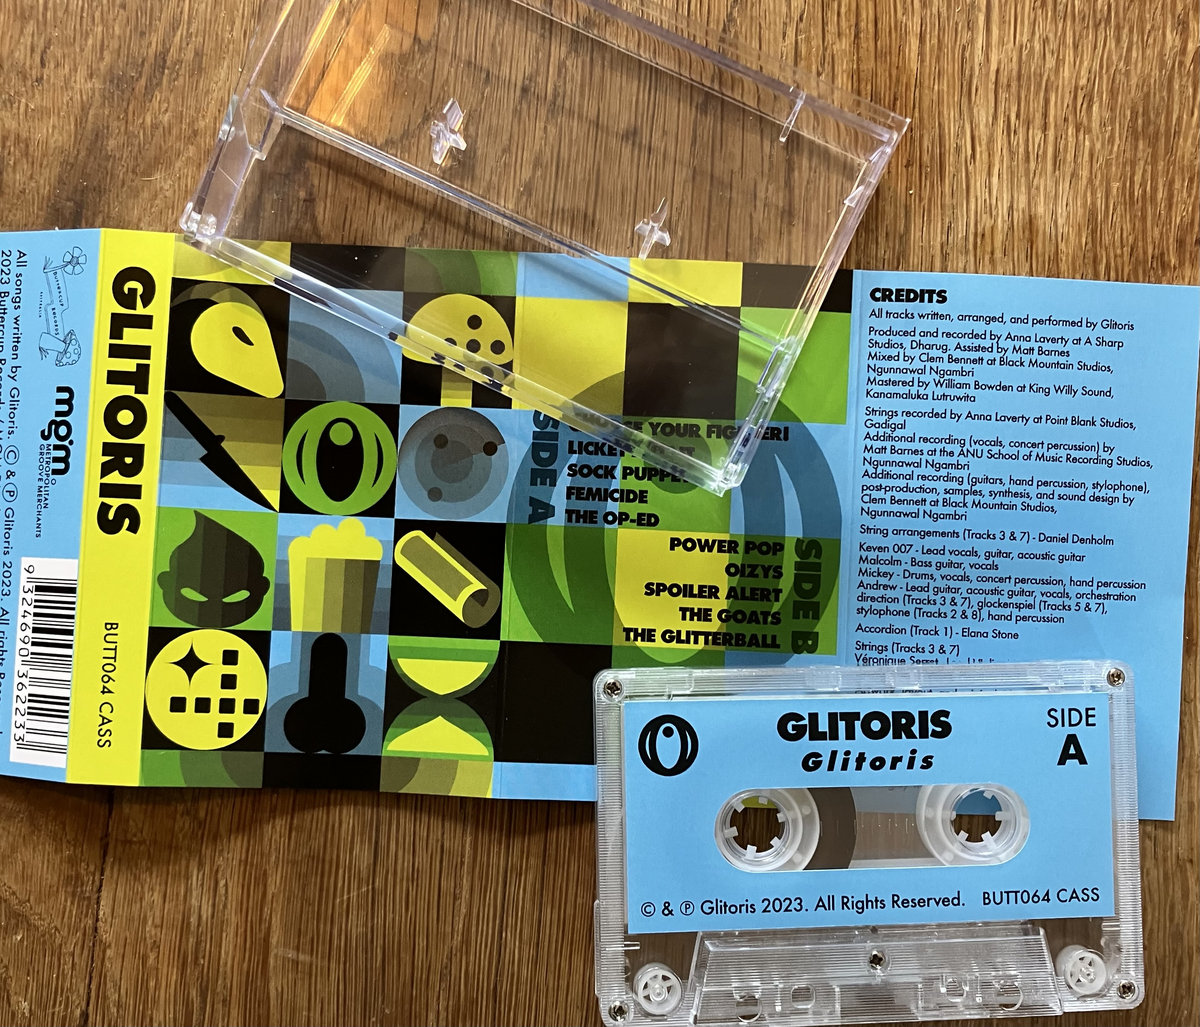 All songs written by Glitoris. © & ℗ Glitoris 2023. All rights
2023 Buttercup Records
BUTTERCUP RECORDS
mgm
METROPOLITAN
GROOVE MERCHANTS
9 324690 362233
GLITORIS
BUTT064 CASS
SIDE A
YOUR
SOCK
FEMICIDE
THE OP-ED
SIDE B
POWER POP
OIZYS
SPOILER ALERT
THE GOATS
THE GLITTERBALL
CREDITS
All tracks written, arranged, and performed by Glitoris
Produced and recorded by Anna Laverty at A Sharp
Studios, Dharug. Assisted by Matt Barnes
Mixed by Clem Bennett at Black Mountain Studios,
Ngunnawal Ngambri
Mastered by William Bowden at King Willy Sound,
Kanamaluka Lutruwita
Strings recorded by Anna Laverty at Point Blank Studios,
Gadigal
Additional recording (vocals, concert percussion) by
Matt Barnes at the ANU School of Music Recording Studios,
Ngunnawal Ngambri
Additional recording (guitars, hand percussion, stylophone),
post-production, samples, synthesis, and sound design by
Clem Bennett at Black Mountain Studios,
Ngunnawal Ngambri
String arrangements (Tracks 3 & 7) - Daniel Denholm
Keven 007 - Lead vocals, guitar, acoustic guitar
Malcolm - Bass guitar, vocals
Mickey - Drums, vocals, concert percussion, hand percussion
Andrew - Lead guitar, acoustic guitar, vocals, orchestration
direction (Tracks 3 & 7), glockenspiel (Tracks 5 & 7),
stylophone (Tracks 2 & 8), hand percussion
Accordion (Track 1) - Elana Stone
Strings (Tracks 3 & 7)
Véronique
GLITORIS
Glitoris
SIDE
A
© & ℗ Glitoris 2023. All Rights Reserved. BUTT064 CASS